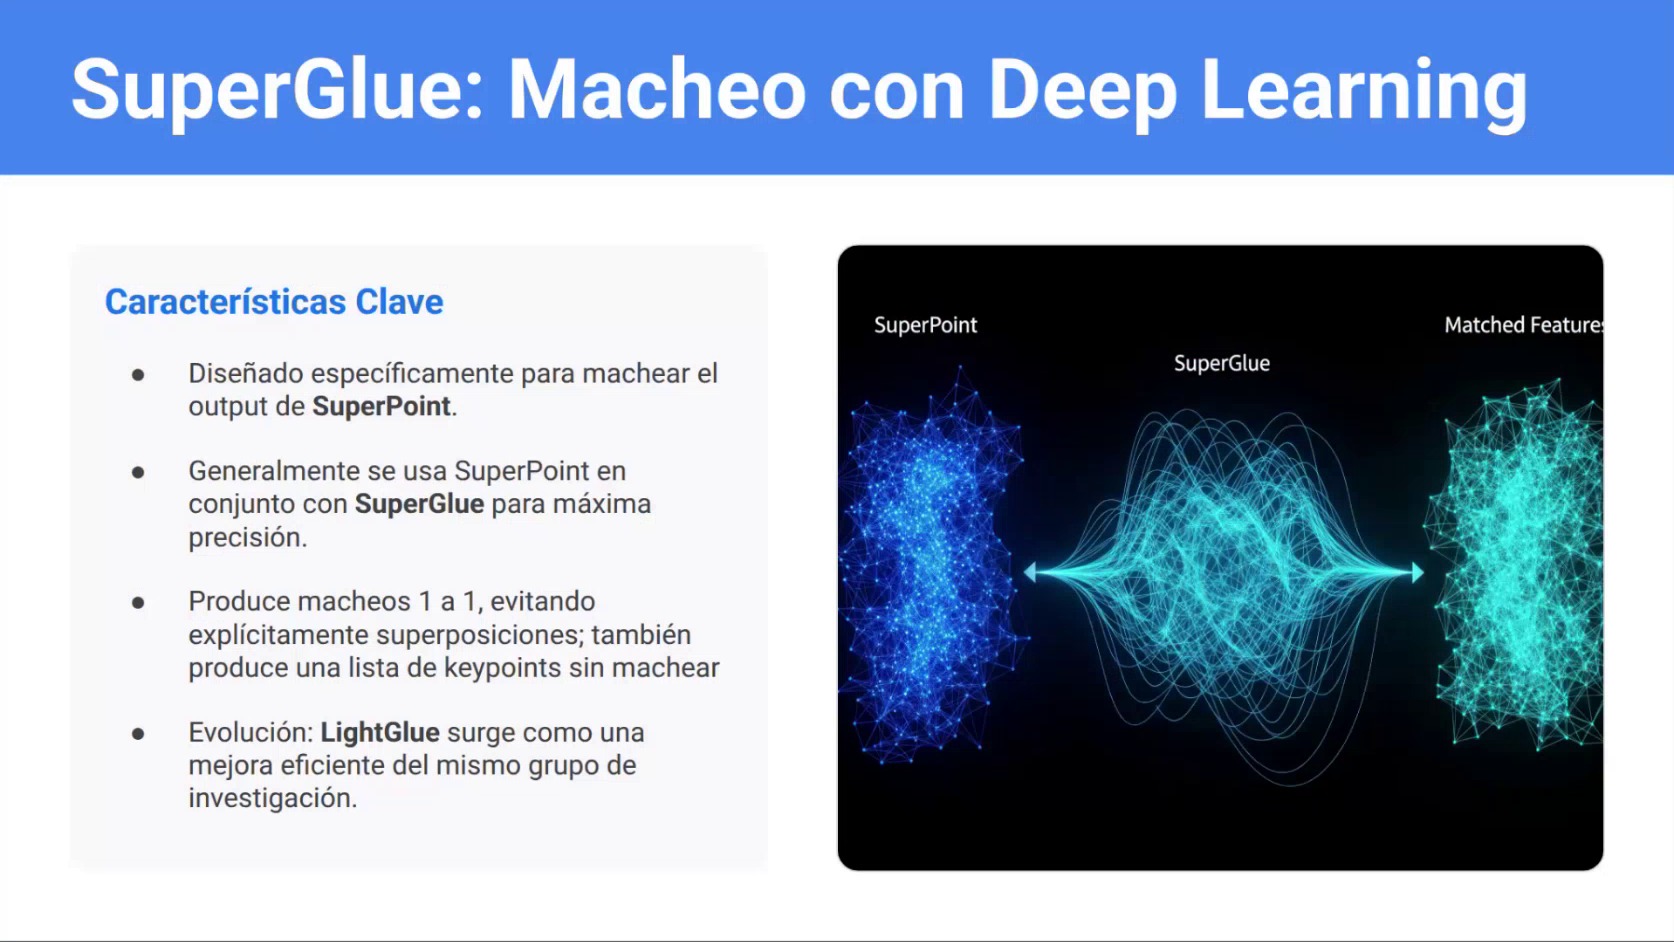 SuperGlue: Macheo con Deep Learning
Características Clave
● Diseñado específicamente para machear el
output de SuperPoint.
● Generalmente se usa SuperPoint en
conjunto con SuperGlue para máxima
precisión.
● Produce macheos 1 a 1, evitando
explícitamente superposiciones; también
produce una lista de keypoints sin machear
● Evolución: LightGlue surge como una
mejora eficiente del mismo grupo de
investigación.
SuperPoint
SuperGlue
Matched Features